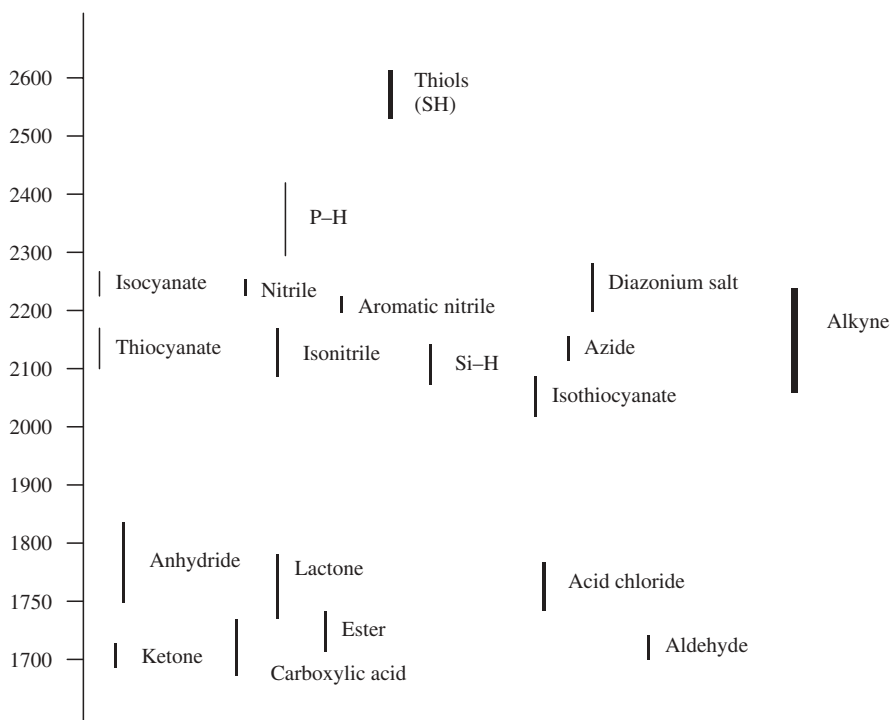 2600
Thiols
(SH)
2500
2400
P–H
2300
Isocyanate
Nitrile
Diazonium salt
2200
Aromatic nitrile
Alkyne
Thiocyanate
Isonitrile
Azide
2100
Si–H
Isothiocyanate
2000
1900
1800
Anhydride
Lactone
Acid chloride
1750
Ester
Aldehyde
1700
Ketone
Carboxylic acid